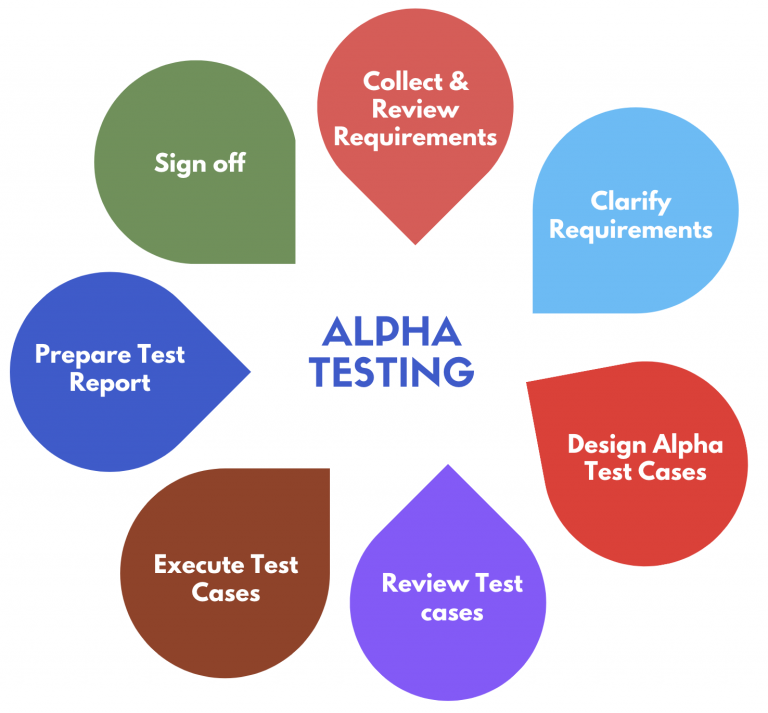 Collect &
Review
Requirements
Clarify
Requirements
Design Alpha
Test Cases
Review Test
cases
Execute Test
Cases
Prepare Test
Report
Sign off
ALPHA
TESTING